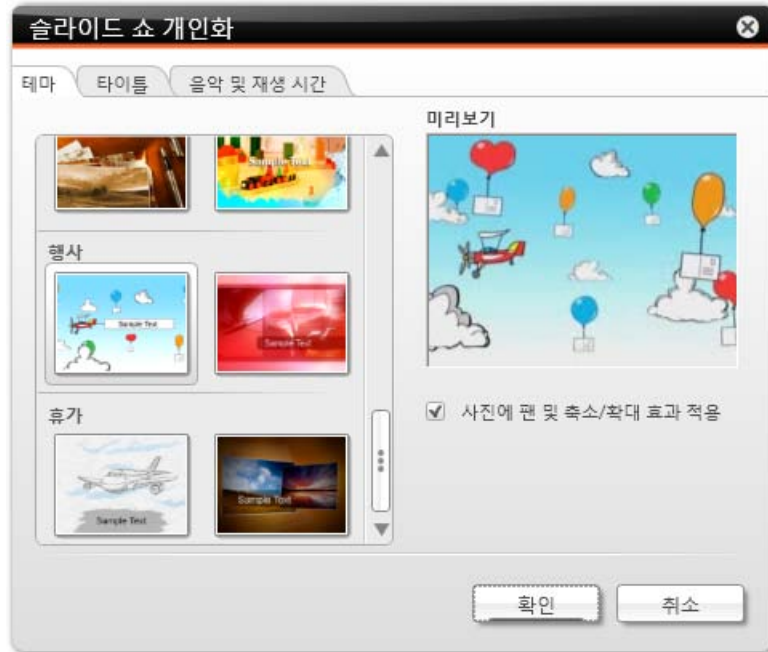 슬라이드 쇼 개인화
테마
타이틀
음악 및 재생 시간
미리보기
Sample Text
행사
Sample Text
Sample Text
휴가
Sample Text
Sample Text
사진에 팬 및 축소/확대 효과 적용
확인
취소